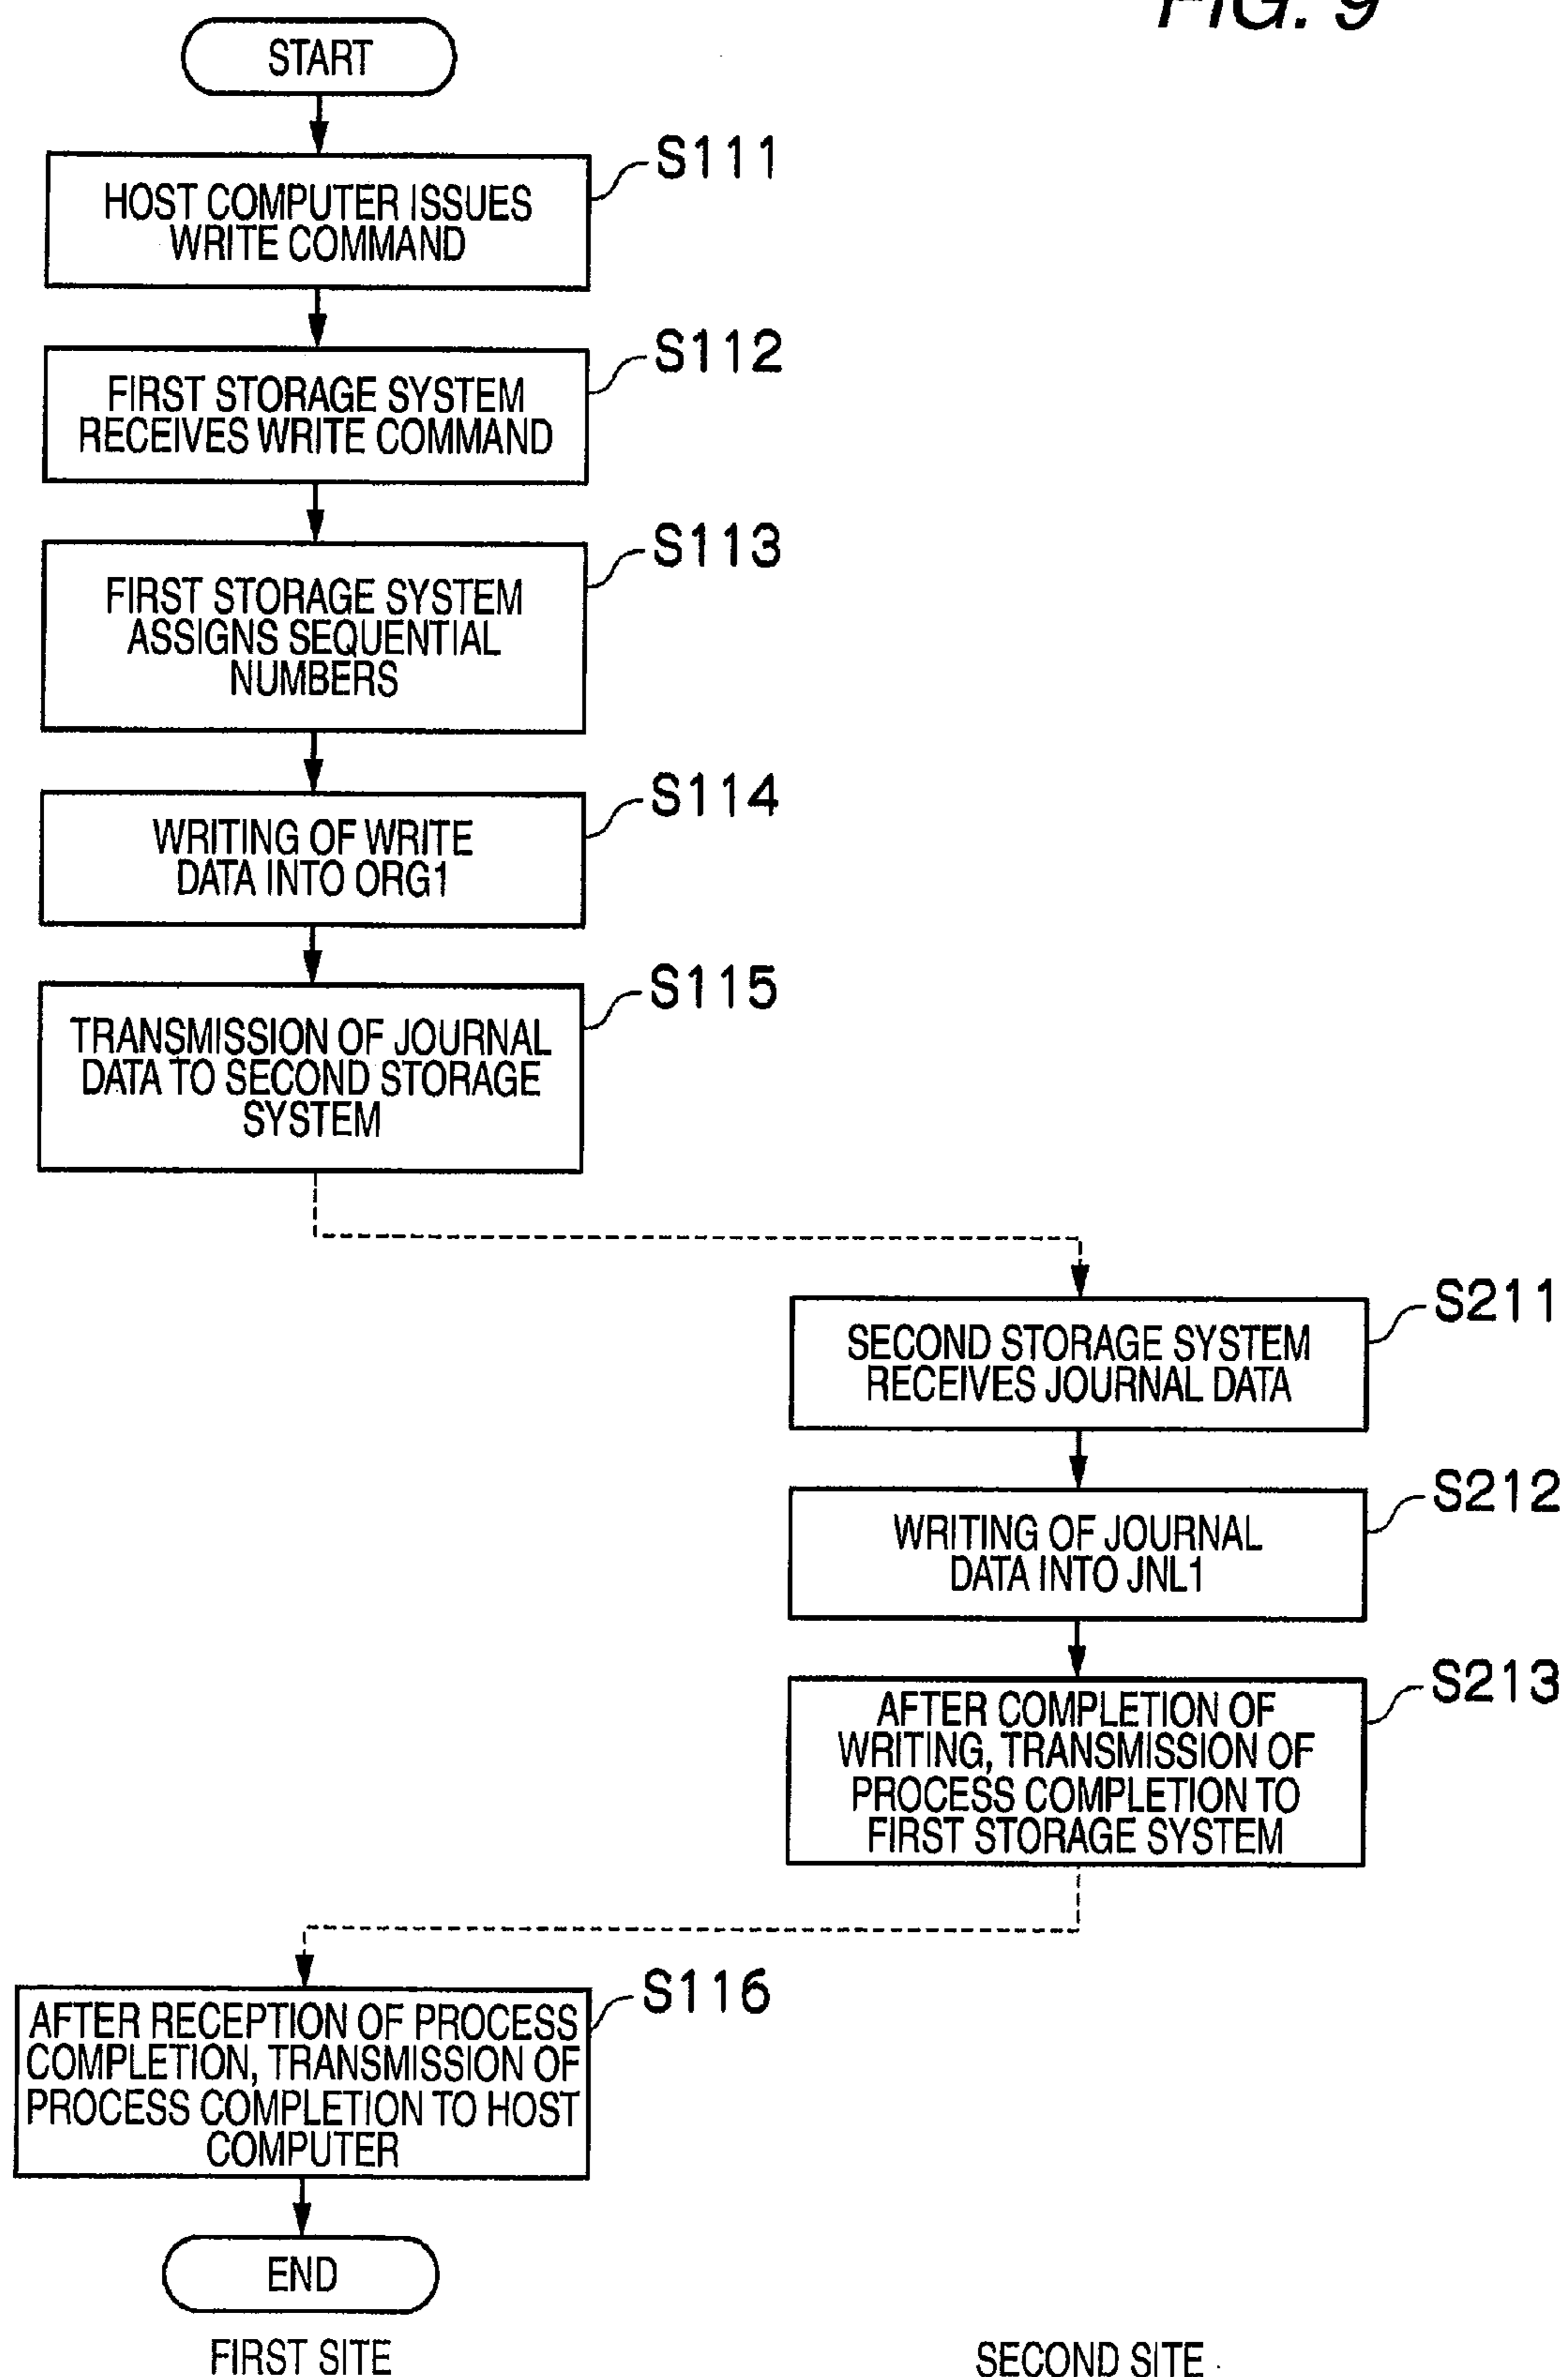 FIG. 9
START
S111
HOST COMPUTER ISSUES
WRITE COMMAND
S112
FIRST STORAGE SYSTEM
RECEIVES WRITE COMMAND
S113
FIRST STORAGE SYSTEM
ASSIGNS SEQUENTIAL
NUMBERS
S114
WRITING OF WRITE
DATA INTO ORG1
S115
TRANSMISSION OF JOURNAL
DATA TO SECOND STORAGE
SYSTEM
S211
SECOND STORAGE SYSTEM
RECEIVES JOURNAL DATA
S212
WRITING OF JOURNAL
DATA INTO JNL1
S213
AFTER COMPLETION OF
WRITING, TRANSMISSION OF
PROCESS COMPLETION TO
FIRST STORAGE SYSTEM
S116
AFTER RECEPTION OF PROCESS
COMPLETION, TRANSMISSION OF
PROCESS COMPLETION TO HOST
COMPUTER
END
FIRST SITE
SECOND SITE